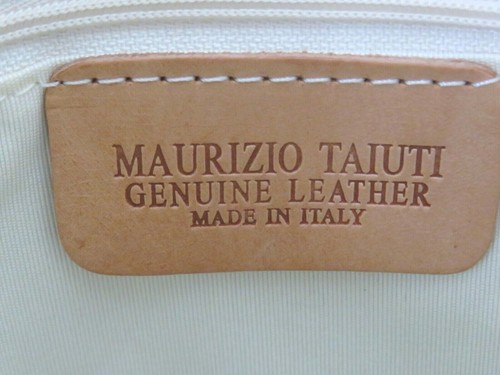 MAURIZIO TAIUTI
GENUINE LEATHER
MADE IN ITALY